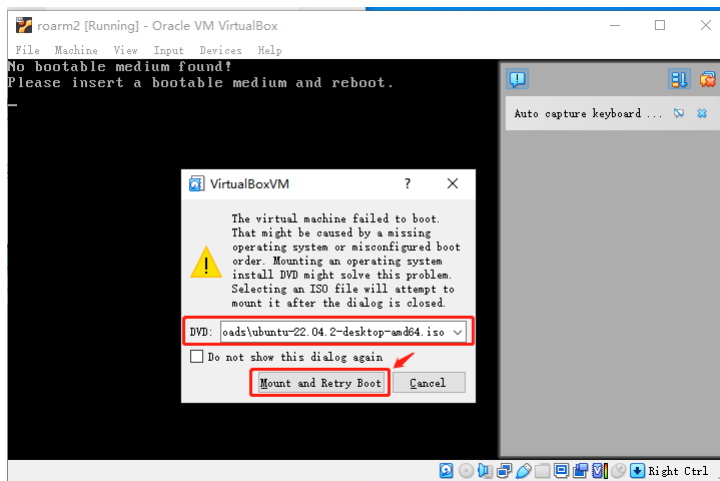 roarm2 [Running] - Oracle VM VirtualBox
File Machine View Input Devices Help
No bootable medium found!
Please insert a bootable medium and reboot.
Auto capture keyboard ...
VirtualBoxVM
The virtual machine failed to boot.
That might be caused by a missing
operating system or misconfigured boot
order. Mounting an operating system
install DVD might solve this problem.
Selecting an ISO file will attempt to
mount it after the dialog is closed.
DVD: oads\ubuntu-22.04.2-desktop-amd64.iso
Do not show this dialog again
Mount and Retry Boot Cancel
Right Ctrl